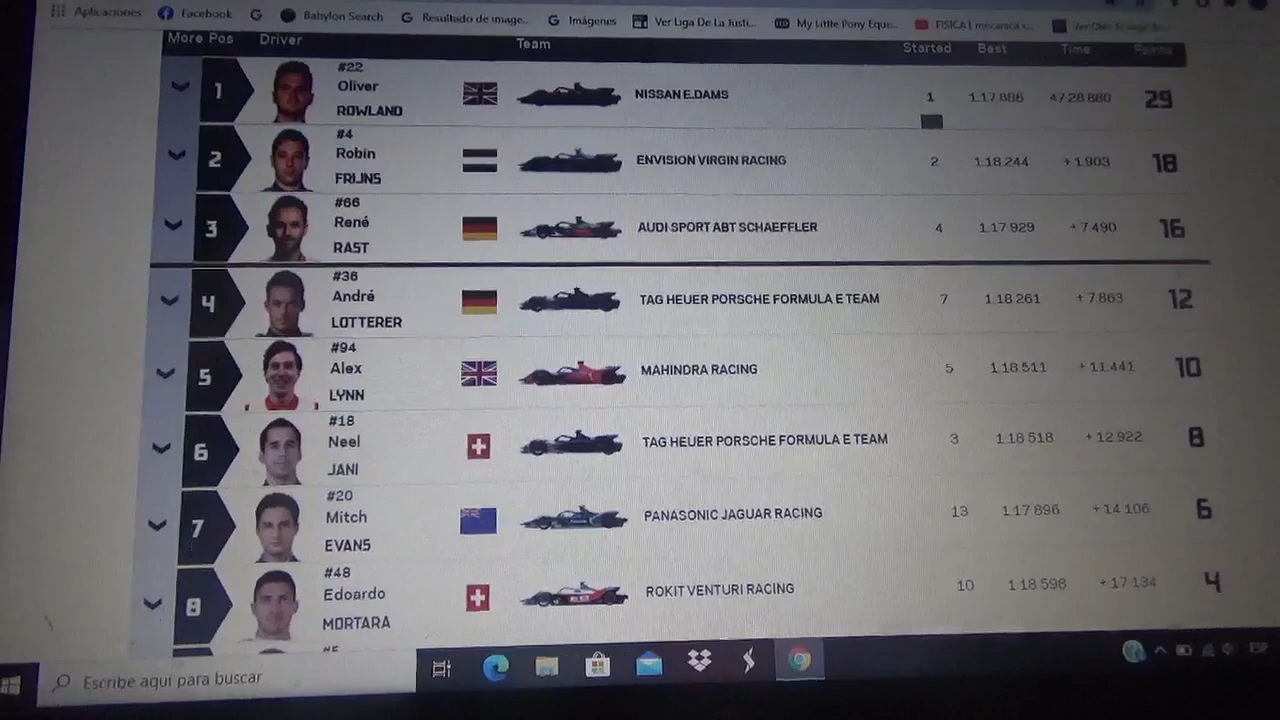 Aplicaciones Facebook Babylon Search Resultado de image... Imágenes Ver Liga De La Justi... My Little Pony Eque... FISICA 1 mecanica c...
More Pos Driver Team Started Best Time Points
#22
1 Oliver NISSAN E.DAMS 1 1.17.886 47:28.880 29
ROWLAND
#4
2 Robin ENVISION VIRGIN RACING 2 1.18.244 + 1.903 18
FRIJNS
#66
3 René AUDI SPORT ABT SCHAEFFLER 4 1.17.929 + 7.490 16
RAST
#36
4 André TAG HEUER PORSCHE FORMULA E TEAM 7 1.18.261 + 7.863 12
LOTTERER
#94
5 Alex MAHINDRA RACING 5 1.18.511 + 11.441 10
LYNN
#18
6 Neel TAG HEUER PORSCHE FORMULA E TEAM 3 1.18.518 + 12.922 8
JANI
#20
7 Mitch PANASONIC JAGUAR RACING 13 1.17.896 + 14.106 6
EVANS
#48
8 Edoardo ROKIT VENTURI RACING 10 1.18.598 + 17.134 4
MORTARA
Escribe aquí para buscar ESP